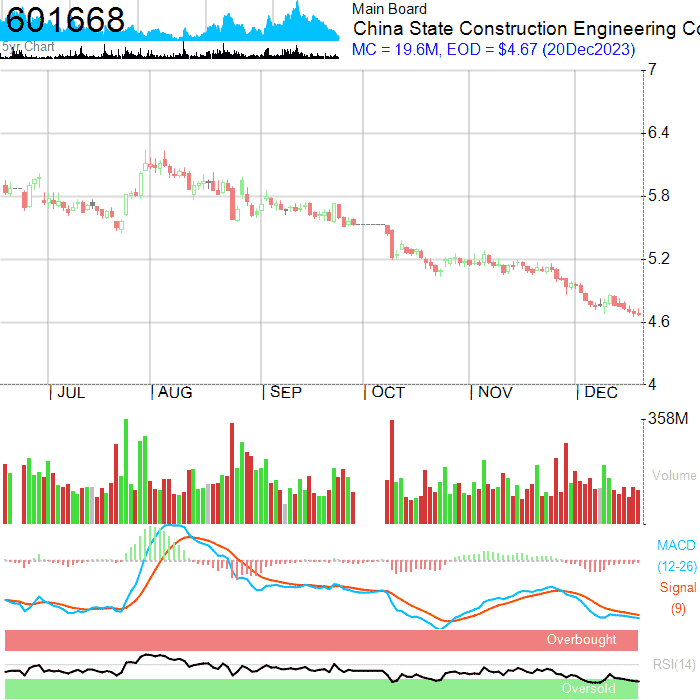 601668
5yr Chart
Main Board
China State Construction Engineering Co
MC = 19.6M, EOD = $4.67 (20Dec2023)
7
6.4
5.8
5.2
4.6
4
JUL AUG SEP OCT NOV DEC
358M
Volume
MACD
(12-26)
Signal
(9)
Overbought
RSI(14)
Oversold